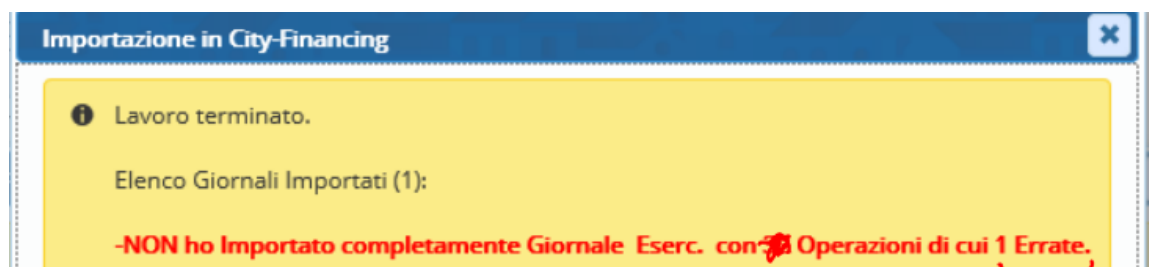 Importazione in City-Financing
Lavoro terminato.
Elenco Giornali Importati (1):
-NON ho Importato completamente Giornale Eserc. con Operazioni di cui 1 Errate.